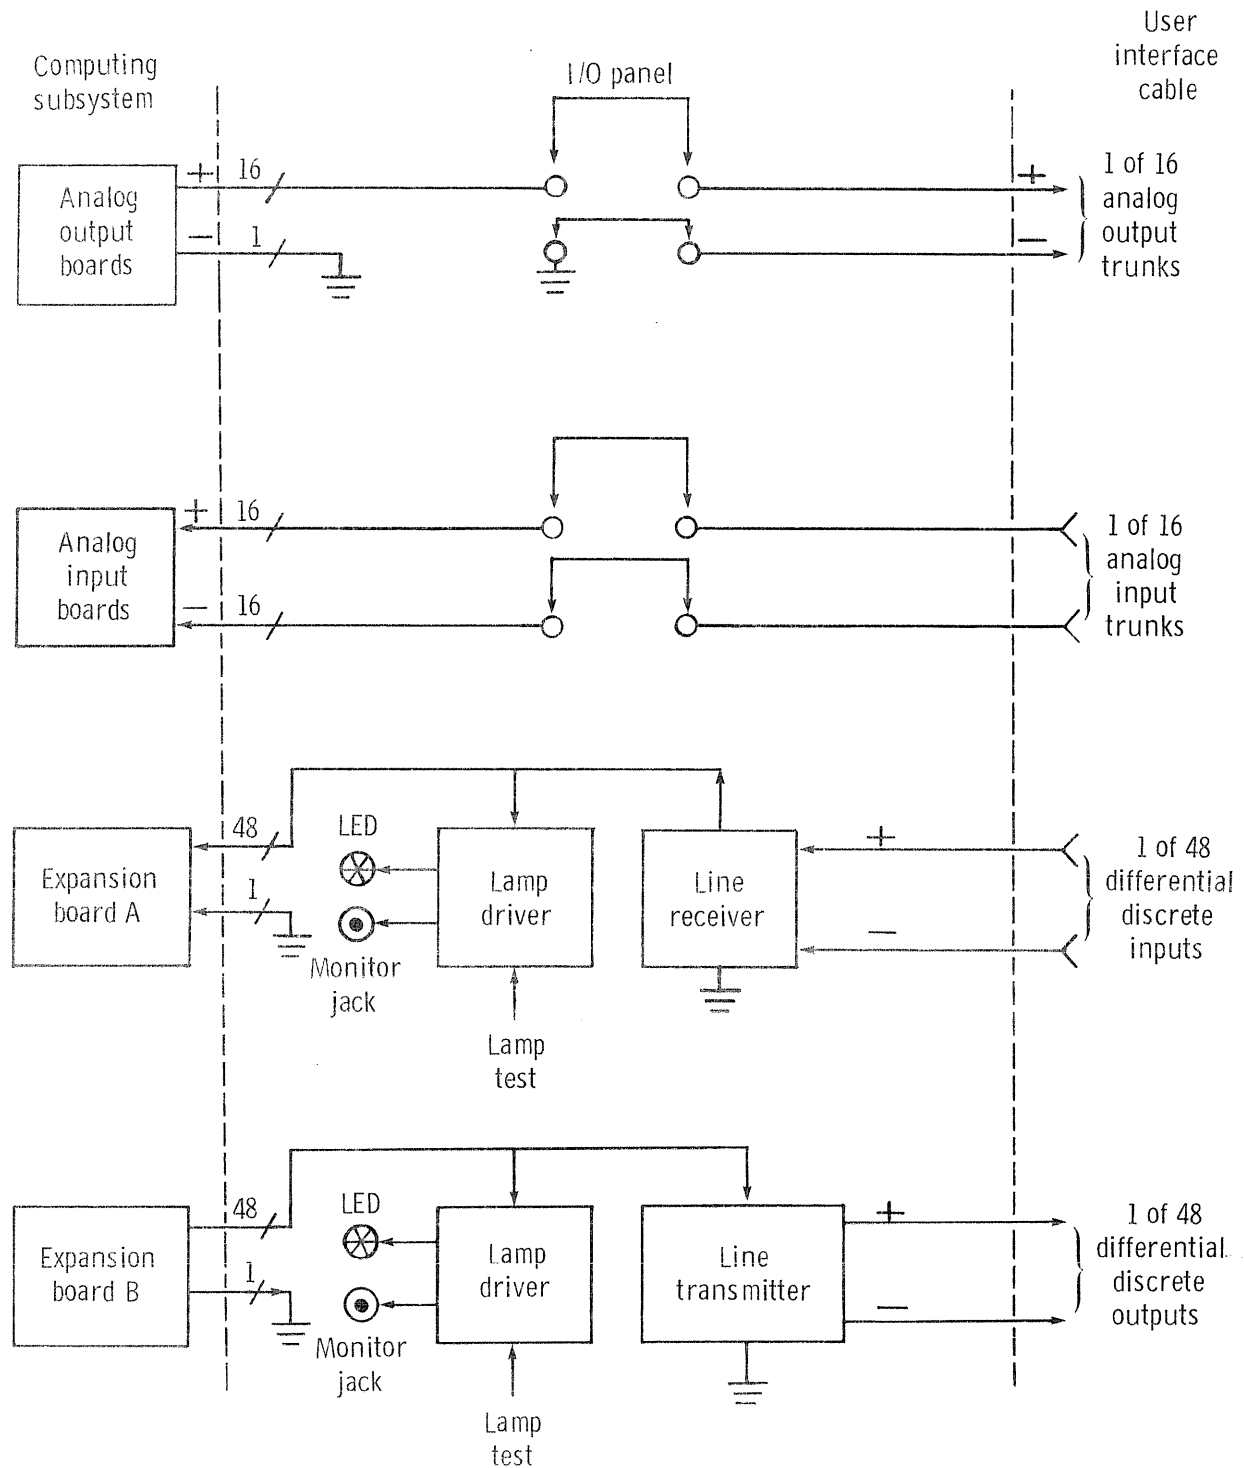 Computing
subsystem
I/O panel
User
interface
cable
Analog
output
boards
+ 16
− 1
+
−
1 of 16
analog
output
trunks
Analog
input
boards
+ 16
− 16
1 of 16
analog
input
trunks
Expansion
board A
48
1
LED
Monitor
jack
Lamp
driver
Lamp
test
Line
receiver
+
−
1 of 48
differential
discrete
inputs
Expansion
board B
48
1
LED
Monitor
jack
Lamp
driver
Lamp
test
Line
transmitter
+
−
1 of 48
differential
discrete
outputs